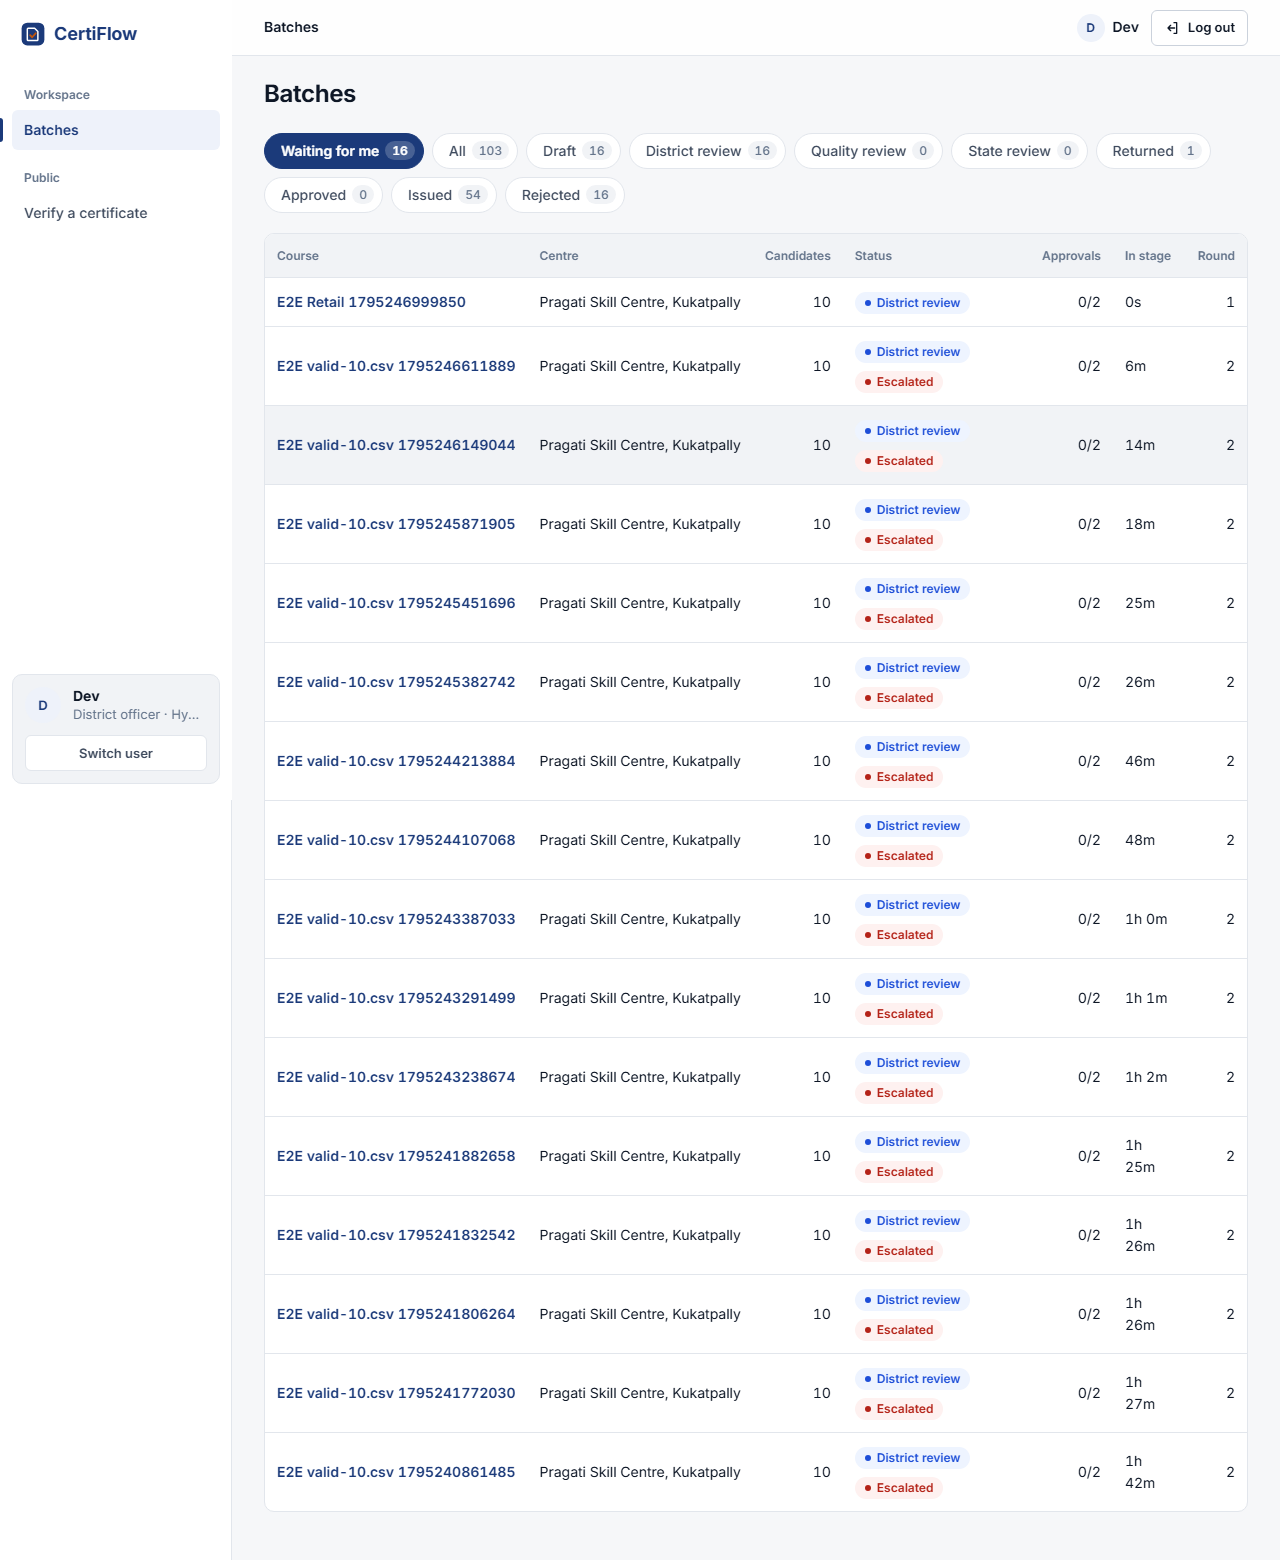 CertiFlow
Workspace
Batches
Public
Verify a certificate
D
Dev
District officer · Hy...
Switch user
Batches
D Dev Log out
Batches
Waiting for me 16 All 103 Draft 16 District review 16 Quality review 0 State review 0 Returned 1
Approved 0 Issued 54 Rejected 16
Course Centre Candidates Status Approvals In stage Round
E2E Retail 1795246999850 Pragati Skill Centre, Kukatpally 10 District review 0/2 0s 1
E2E valid-10.csv 1795246611889 Pragati Skill Centre, Kukatpally 10 District review 0/2 6m 2
Escalated
E2E valid-10.csv 1795246149044 Pragati Skill Centre, Kukatpally 10 District review 0/2 14m 2
Escalated
E2E valid-10.csv 1795245871905 Pragati Skill Centre, Kukatpally 10 District review 0/2 18m 2
Escalated
E2E valid-10.csv 1795245451696 Pragati Skill Centre, Kukatpally 10 District review 0/2 25m 2
Escalated
E2E valid-10.csv 1795245382742 Pragati Skill Centre, Kukatpally 10 District review 0/2 26m 2
Escalated
E2E valid-10.csv 1795244213884 Pragati Skill Centre, Kukatpally 10 District review 0/2 46m 2
Escalated
E2E valid-10.csv 1795244107068 Pragati Skill Centre, Kukatpally 10 District review 0/2 48m 2
Escalated
E2E valid-10.csv 1795243387033 Pragati Skill Centre, Kukatpally 10 District review 0/2 1h 0m 2
Escalated
E2E valid-10.csv 1795243291499 Pragati Skill Centre, Kukatpally 10 District review 0/2 1h 1m 2
Escalated
E2E valid-10.csv 1795243238674 Pragati Skill Centre, Kukatpally 10 District review 0/2 1h 2m 2
Escalated
E2E valid-10.csv 1795241882658 Pragati Skill Centre, Kukatpally 10 District review 0/2 1h 2
Escalated 25m
E2E valid-10.csv 1795241832542 Pragati Skill Centre, Kukatpally 10 District review 0/2 1h 2
Escalated 26m
E2E valid-10.csv 1795241806264 Pragati Skill Centre, Kukatpally 10 District review 0/2 1h 2
Escalated 26m
E2E valid-10.csv 1795241772030 Pragati Skill Centre, Kukatpally 10 District review 0/2 1h 2
Escalated 27m
E2E valid-10.csv 1795240861485 Pragati Skill Centre, Kukatpally 10 District review 0/2 1h 2
Escalated 42m